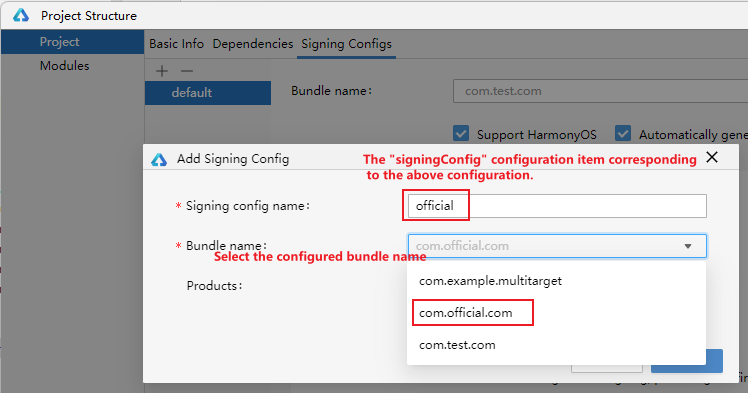 Project Structure
Project
Basic Info
Dependencies
Signing Configs
Modules
default
Bundle name:
com.test.com
Support HarmonyOS
Automatically gene
Add Signing Config
The "signingConfig" configuration item corresponding
to the above configuration.
* Signing config name:
official
* Bundle name:
com.official.com
Select the configured bundle name
Products:
com.example.multitarget
com.official.com
com.test.com